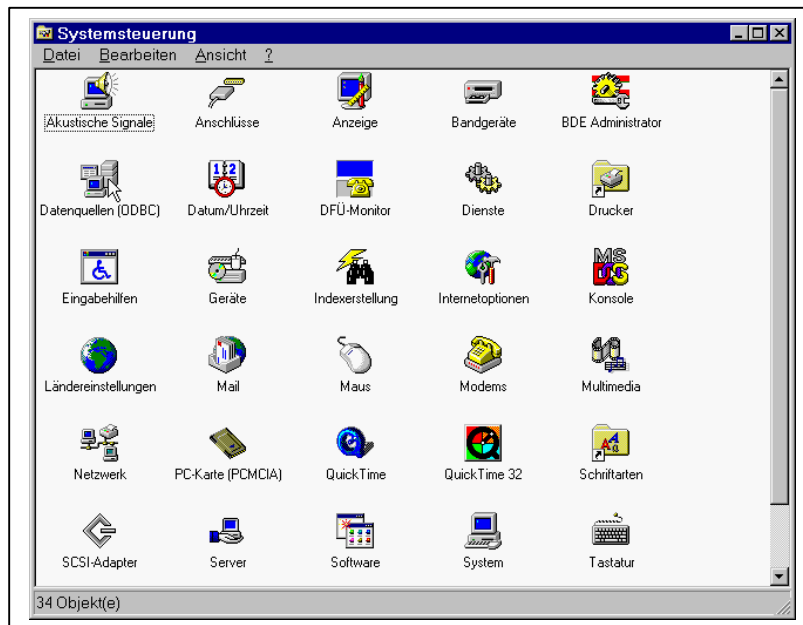 Systemsteuerung
Datei Bearbeiten Ansicht ?
Akustische Signale Anschlüsse Anzeige Bandgeräte BDE Administrator
Datenquellen (ODBC) Datum/Uhrzeit DFÜ-Monitor Dienste Drucker
MS
DOS
Eingabehilfen Geräte Indexerstellung Internetoptionen Konsole
Ländereinstellungen Mail Maus Modems Multimedia
Netzwerk PC-Karte (PCMCIA) QuickTime QuickTime 32 Schriftarten
SCSI-Adapter Server Software System Tastatur
34 Objekt(e)